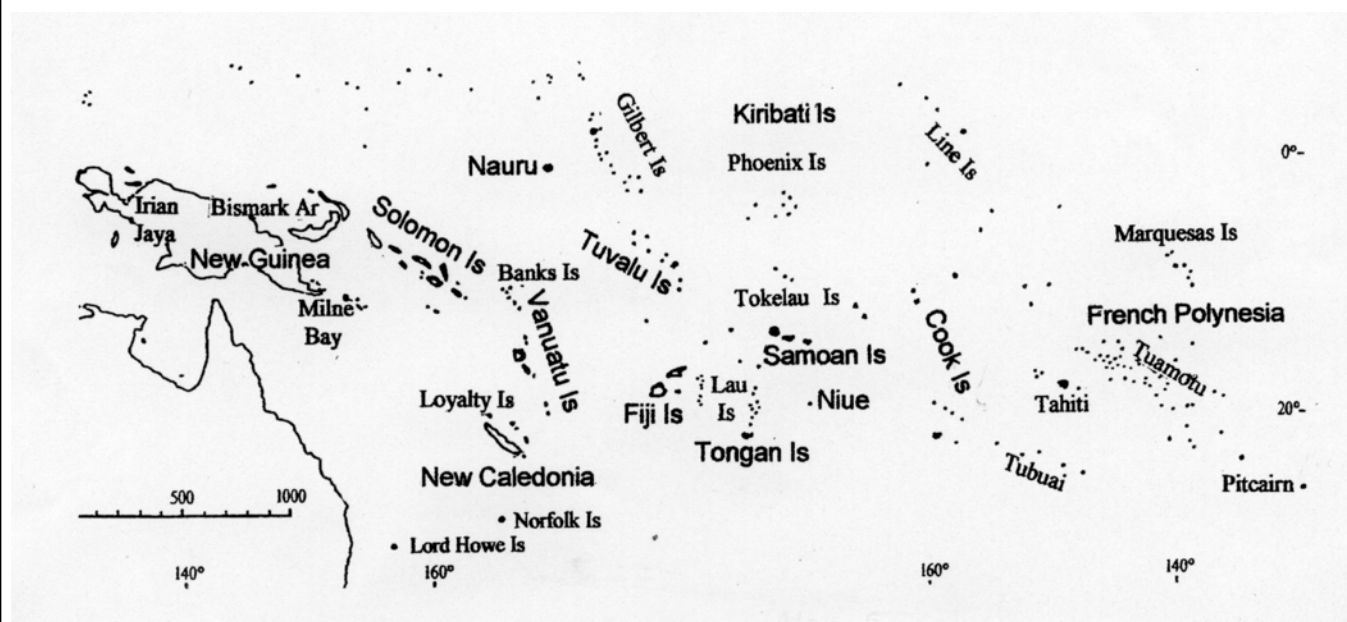 Gilbert Is
Kiribati Is
Line Is
Nauru
Phoenix Is
0°-
Irian
Jaya
Bismark Ar
Solomon Is
New Guinea
Tuvalu Is
Marquesas Is
Banks Is
Milne
Bay
Vanuatu Is
Tokelau Is
Cook Is
French Polynesia
Samoan Is
Tuamotu
Loyalty Is
Fiji Is
Lau
Is
Niue
Tahiti
20°-
Tongan Is
New Caledonia
Tubuai
Pitcairn
500
1000
Norfolk Is
Lord Howe Is
140°
160°
160°
140°